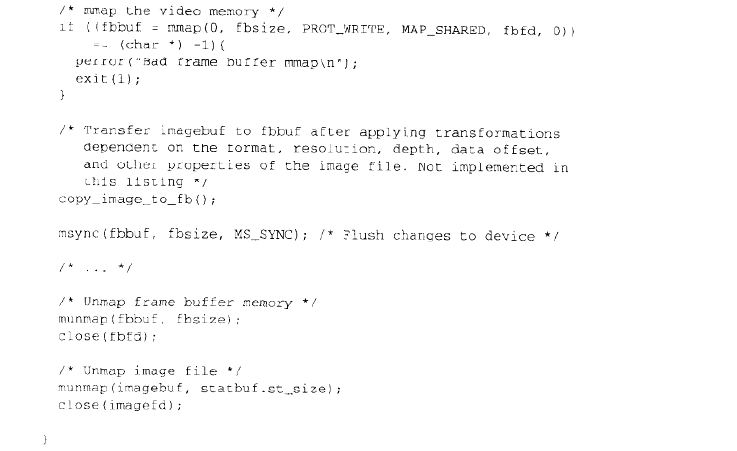 /* mmap the video memory */
if ((fbbuf = mmap(0, fbsize, PROT_WRITE, MAP_SHARED, fbfd, 0))
== (char *) -1){
perror("Bad frame buffer mmap\n");
exit(1);
}
/* Transfer imagebuf to fbbuf after applying transformations
dependent on the format, resolution, depth, data offset,
and other properties of the image file. Not implemented in
this listing */
copy_image_to_fb();
msync(fbbuf, fbsize, MS_SYNC); /* Flush changes to device */
/* ... */
/* Unmap frame buffer memory */
munmap(fbbuf, fbsize);
close(fbfd);
/* Unmap image file */
munmap(imagebuf, statbuf.st_size);
close(imagefd);
}